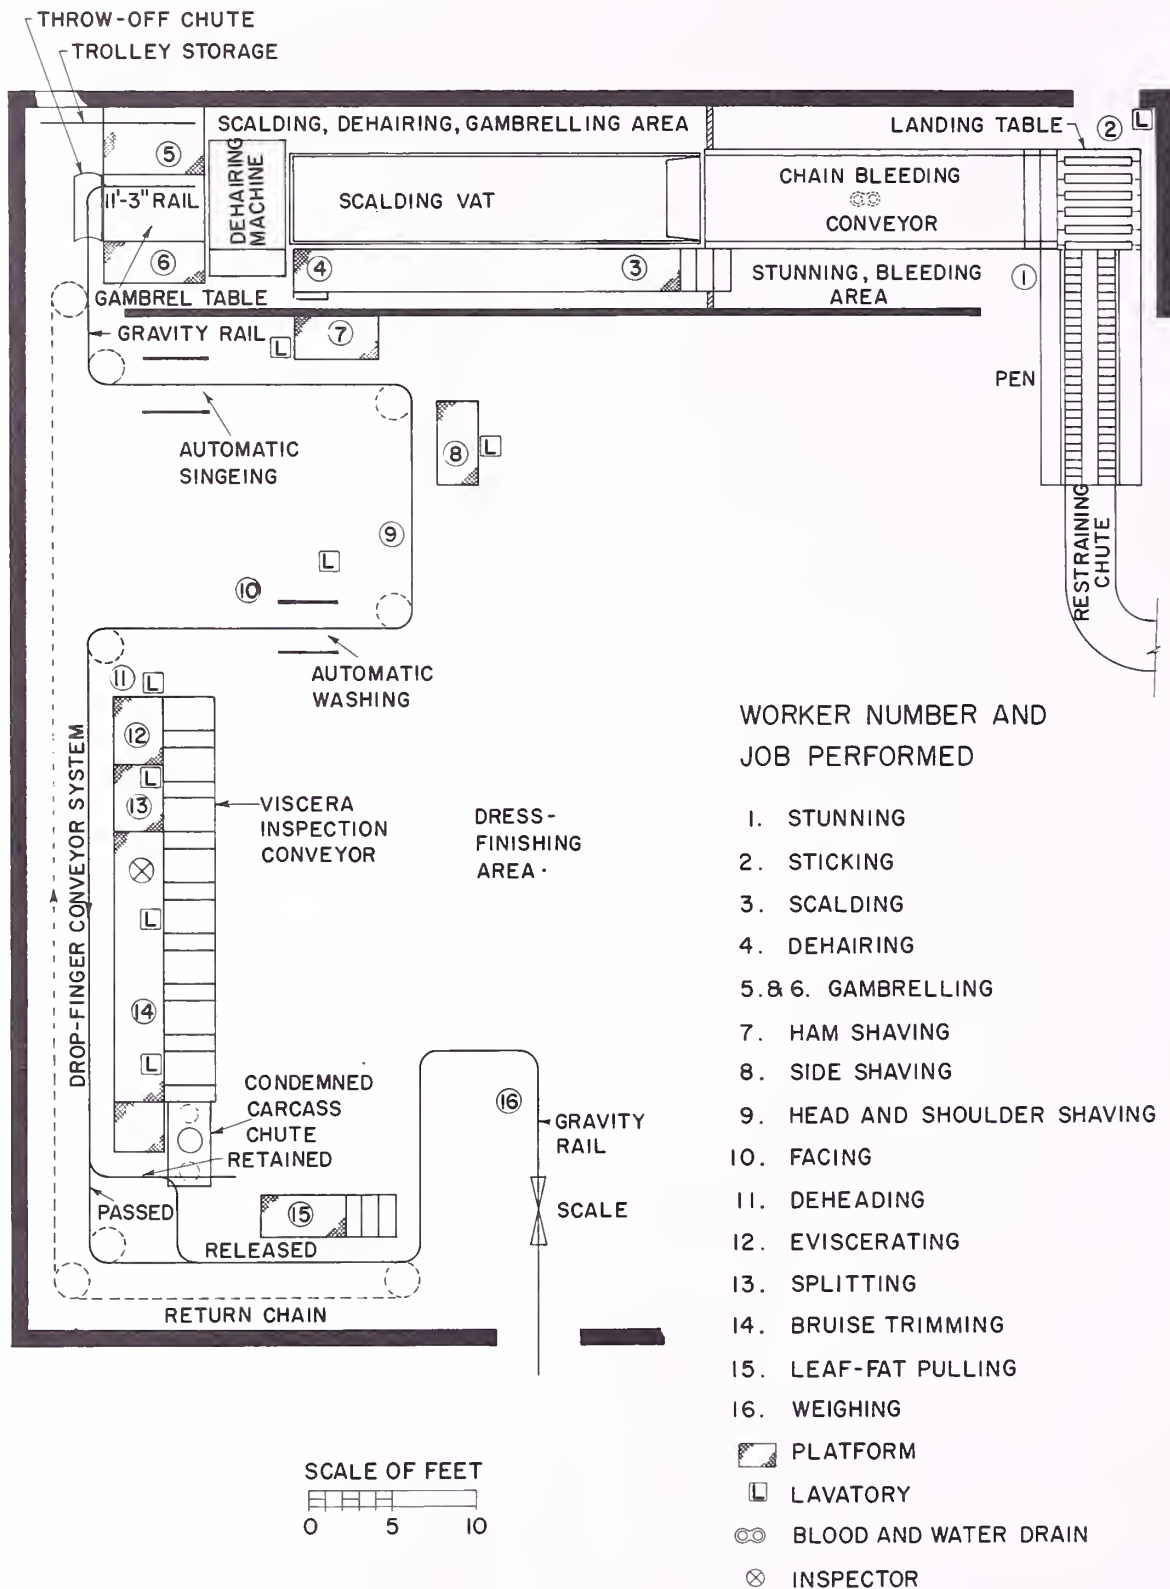 THROW-OFF CHUTE
TROLLEY STORAGE
SCALDING, DEHAIRING, GAMBRELLING AREA
LANDING TABLE
2
L
5
11'-3" RAIL
DEHAIRING
MACHINE
SCALDING VAT
CHAIN BLEEDING
CONVEYOR
6
4
3
STUNNING, BLEEDING
AREA
1
GAMBREL TABLE
GRAVITY RAIL
L
7
PEN
AUTOMATIC
SINGEING
8
L
RESTRAINING
CHUTE
9
L
10
AUTOMATIC
WASHING
11
L
12
L
13
DROP-FINGER CONVEYOR SYSTEM
VISCERA
INSPECTION
CONVEYOR
DRESS-
FINISHING
AREA
L
14
L
CONDEMNED
CARCASS
CHUTE
RETAINED
16
GRAVITY
RAIL
PASSED
15
SCALE
RELEASED
RETURN CHAIN
WORKER NUMBER AND
JOB PERFORMED
1. STUNNING
2. STICKING
3. SCALDING
4. DEHAIRING
5.& 6. GAMBRELLING
7. HAM SHAVING
8. SIDE SHAVING
9. HEAD AND SHOULDER SHAVING
10. FACING
11. DEHEADING
12. EVISCERATING
13. SPLITTING
14. BRUISE TRIMMING
15. LEAF-FAT PULLING
16. WEIGHING
PLATFORM
L LAVATORY
BLOOD AND WATER DRAIN
INSPECTOR
SCALE OF FEET
0 5 10